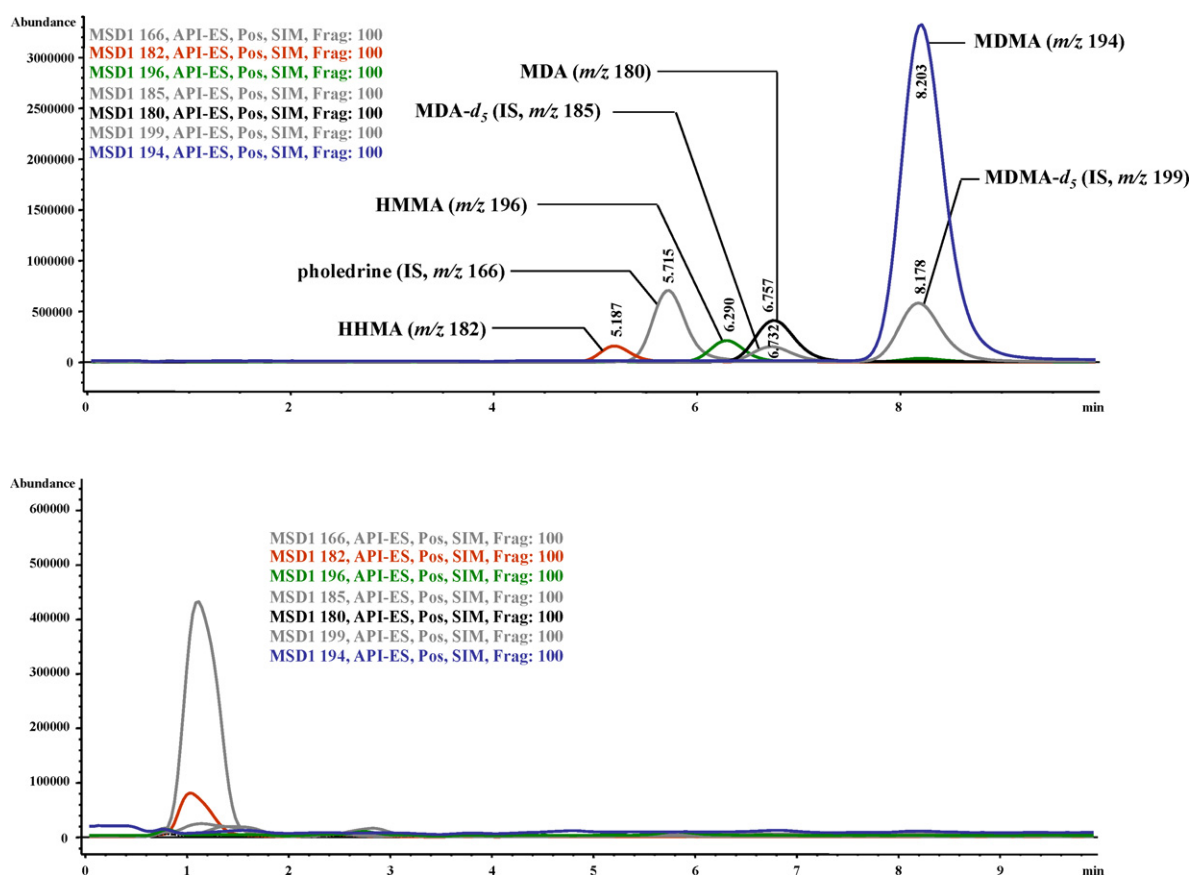 Abundance
MSD1 166, API-ES, Pos, SIM, Frag: 100
MSD1 182, API-ES, Pos, SIM, Frag: 100
MSD1 196, API-ES, Pos, SIM, Frag: 100
MSD1 185, API-ES, Pos, SIM, Frag: 100
MSD1 180, API-ES, Pos, SIM, Frag: 100
MSD1 199, API-ES, Pos, SIM, Frag: 100
MSD1 194, API-ES, Pos, SIM, Frag: 100
MDMA (m/z 194)
MDA (m/z 180)
MDA-d5 (IS, m/z 185)
MDMA-d5 (IS, m/z 199)
HMMA (m/z 196)
pholedrine (IS, m/z 166)
HHMA (m/z 182)
3000000
2500000
2000000
1500000
1000000
500000
0
5.187
5.715
6.290
6.757
6.732
8.203
8.178
0 2 4 6 8 min
Abundance
600000
500000
400000
300000
200000
100000
0
MSD1 166, API-ES, Pos, SIM, Frag: 100
MSD1 182, API-ES, Pos, SIM, Frag: 100
MSD1 196, API-ES, Pos, SIM, Frag: 100
MSD1 185, API-ES, Pos, SIM, Frag: 100
MSD1 180, API-ES, Pos, SIM, Frag: 100
MSD1 199, API-ES, Pos, SIM, Frag: 100
MSD1 194, API-ES, Pos, SIM, Frag: 100
0 1 2 3 4 5 6 7 8 9 min